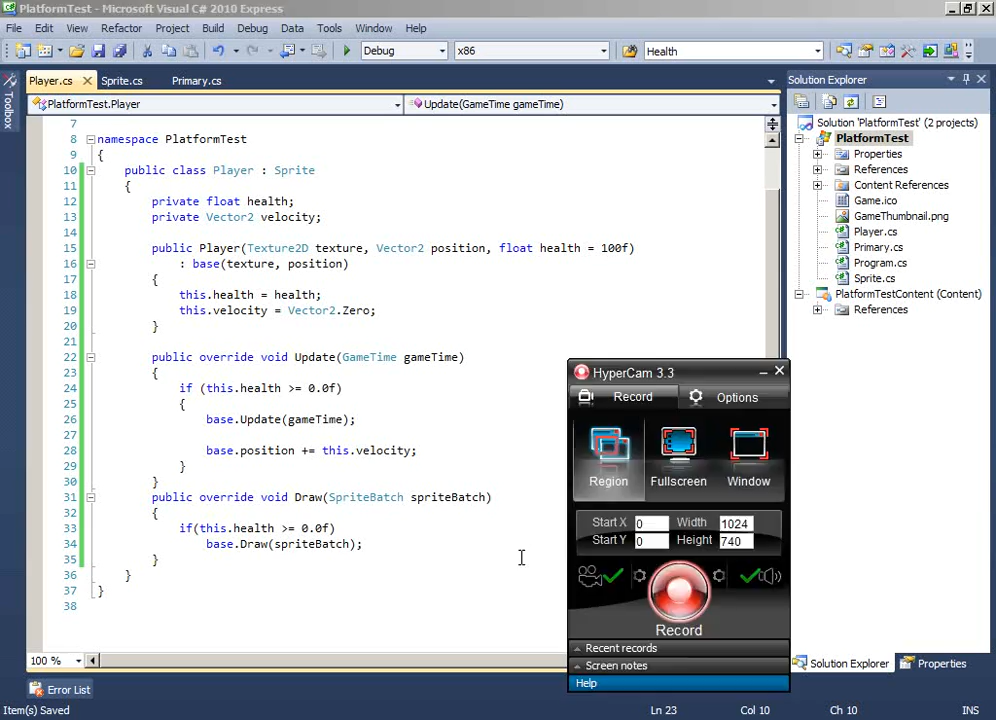 PlatformTest - Microsoft Visual C# 2010 Express
File Edit View Refactor Project Build Debug Data Tools Window Help
Debug x86 Health
Player.cs Sprite.cs Primary.cs
Toolbox
PlatformTest.Player Update(GameTime gameTime)
7
8 namespace PlatformTest
9 {
10 public class Player : Sprite
11 {
12 private float health;
13 private Vector2 velocity;
14
15 public Player(Texture2D texture, Vector2 position, float health = 100f)
16 : base(texture, position)
17 {
18 this.health = health;
19 this.velocity = Vector2.Zero;
20 }
21
22 public override void Update(GameTime gameTime)
23 {
24 if (this.health >= 0.0f)
25 {
26 base.Update(gameTime);
27
28 base.position += this.velocity;
29 }
30 }
31 public override void Draw(SpriteBatch spriteBatch)
32 {
33 if(this.health >= 0.0f)
34 base.Draw(spriteBatch);
35 }
36 }
37 }
38
100 %
Solution Explorer
Solution 'PlatformTest' (2 projects)
PlatformTest
Properties
References
Content References
Game.ico
GameThumbnail.png
Player.cs
Primary.cs
Program.cs
Sprite.cs
PlatformTestContent (Content)
References
HyperCam 3.3
Record Options
Region Fullscreen Window
Start X 0 Width 1024
Start Y 0 Height 740
Record
Recent records
Screen notes
Help
Solution Explorer Properties
Error List
Item(s) Saved Ln 23 Col 10 Ch 10 INS